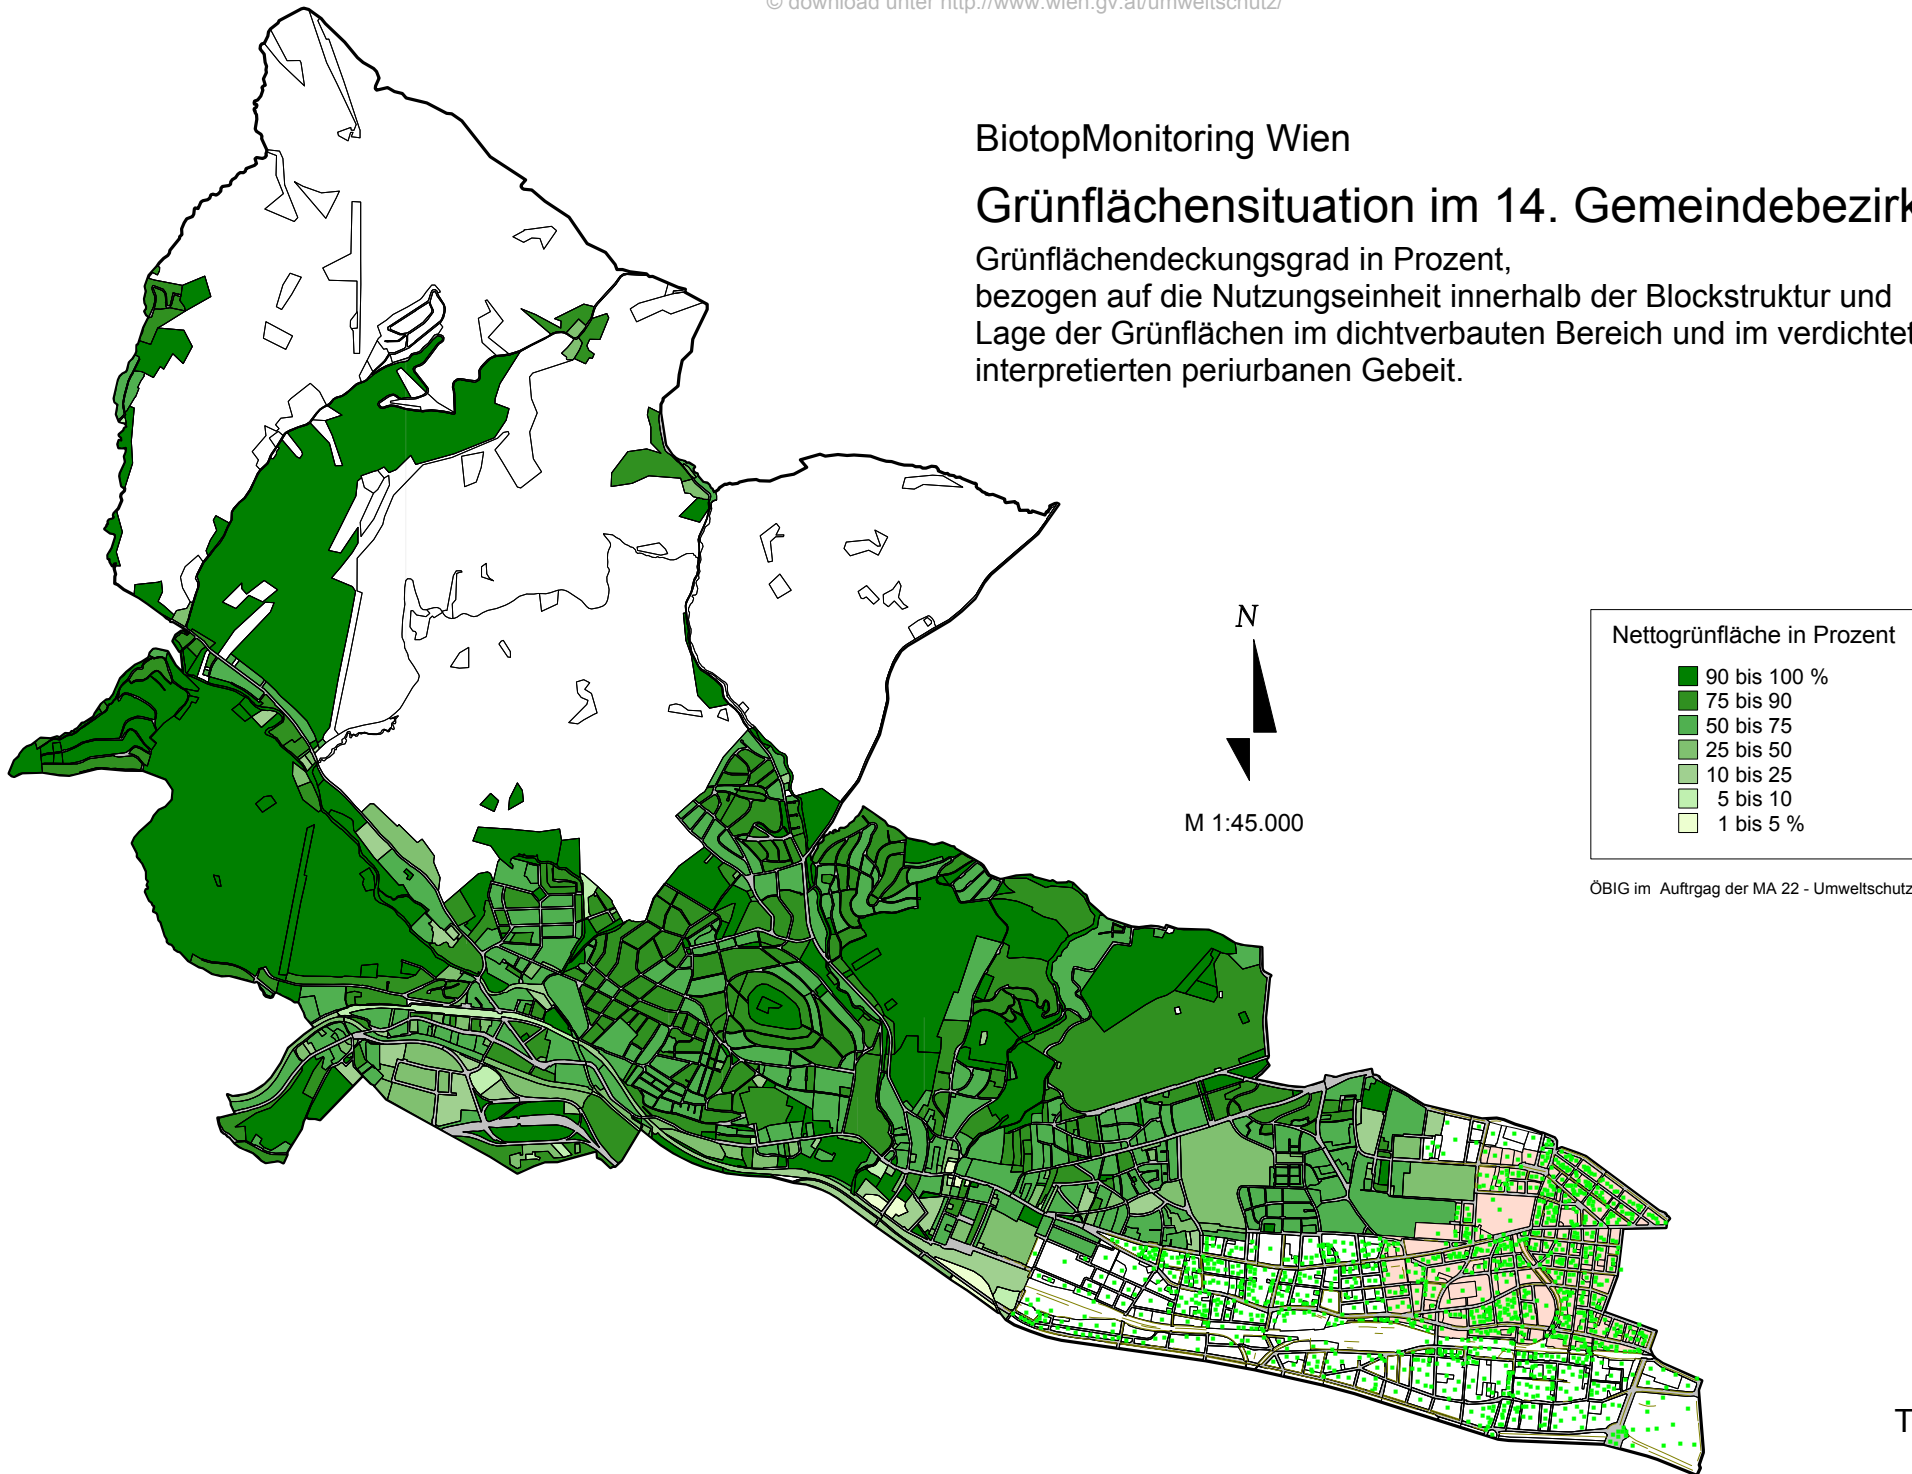 © download unter http://www.wien.gv.at/umweltschutz/
BiotopMonitoring Wien
Grünflächensituation im 14. Gemeindebezirk
Grünflächendeckungsgrad in Prozent,
bezogen auf die Nutzungseinheit innerhalb der Blockstruktur und
Lage der Grünflächen im dichtverbauten Bereich und im verdichtet
interpretierten periurbanen Gebeit.
N
M 1:45.000
Nettogrünfläche in Prozent
90 bis 100 %
75 bis 90
50 bis 75
25 bis 50
10 bis 25
5 bis 10
1 bis 5 %
ÖBIG im Auftrgag der MA 22 - Umweltschutz
T